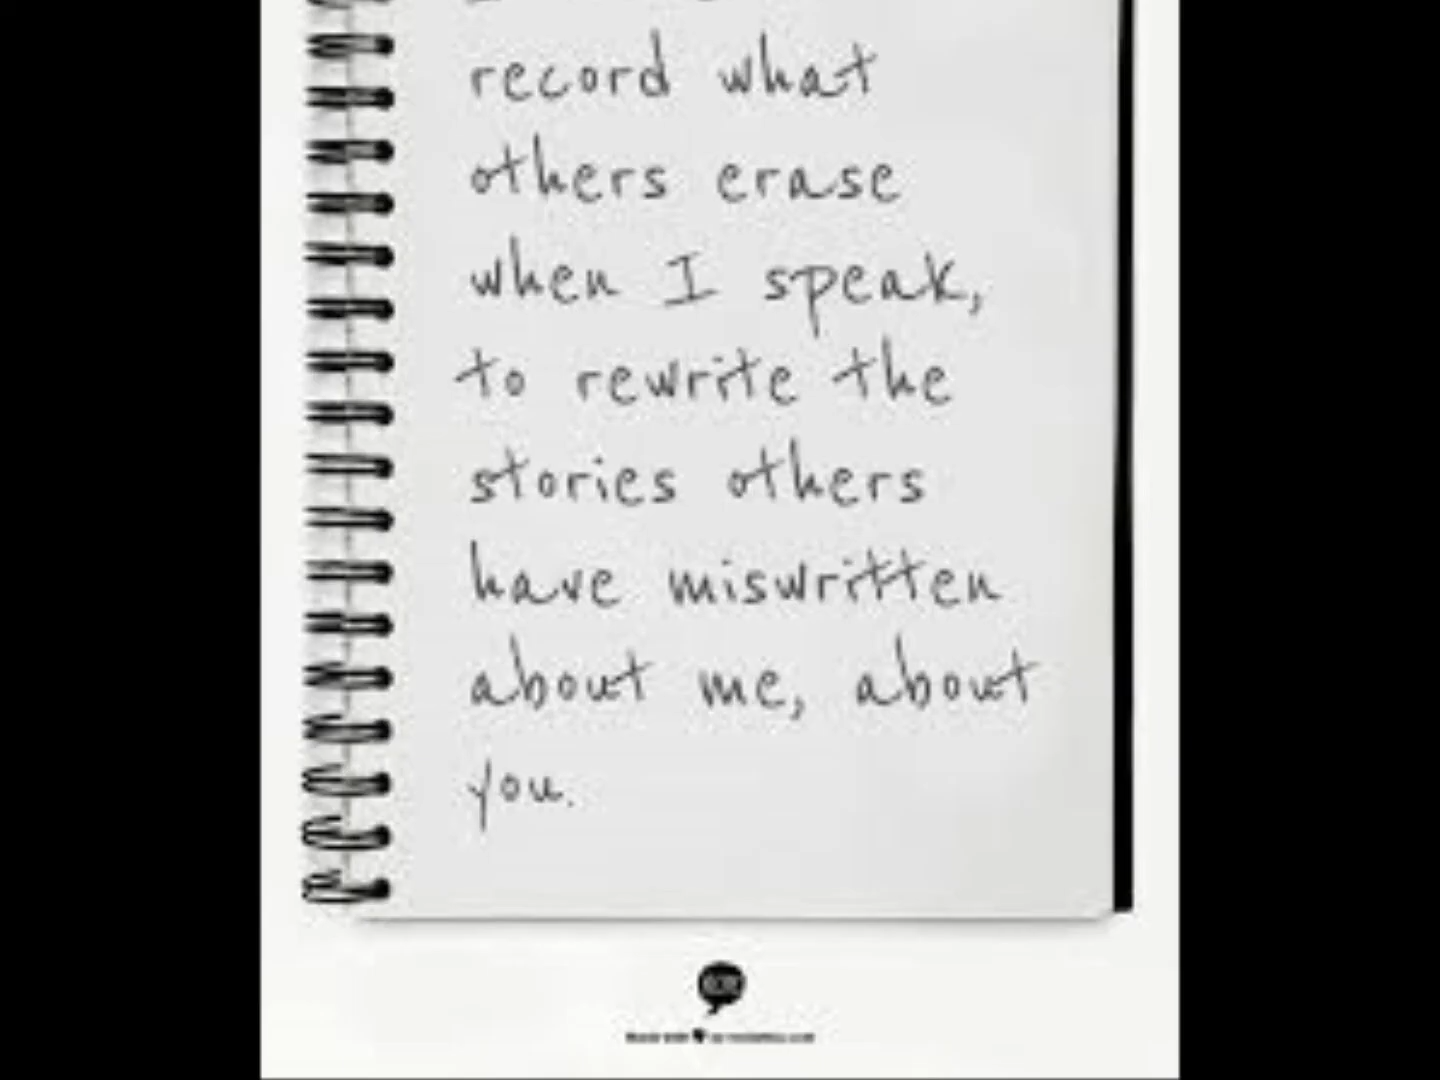 record what
others erase
when I speak,
to rewrite the
stories others
have miswritten
about me, about
you.